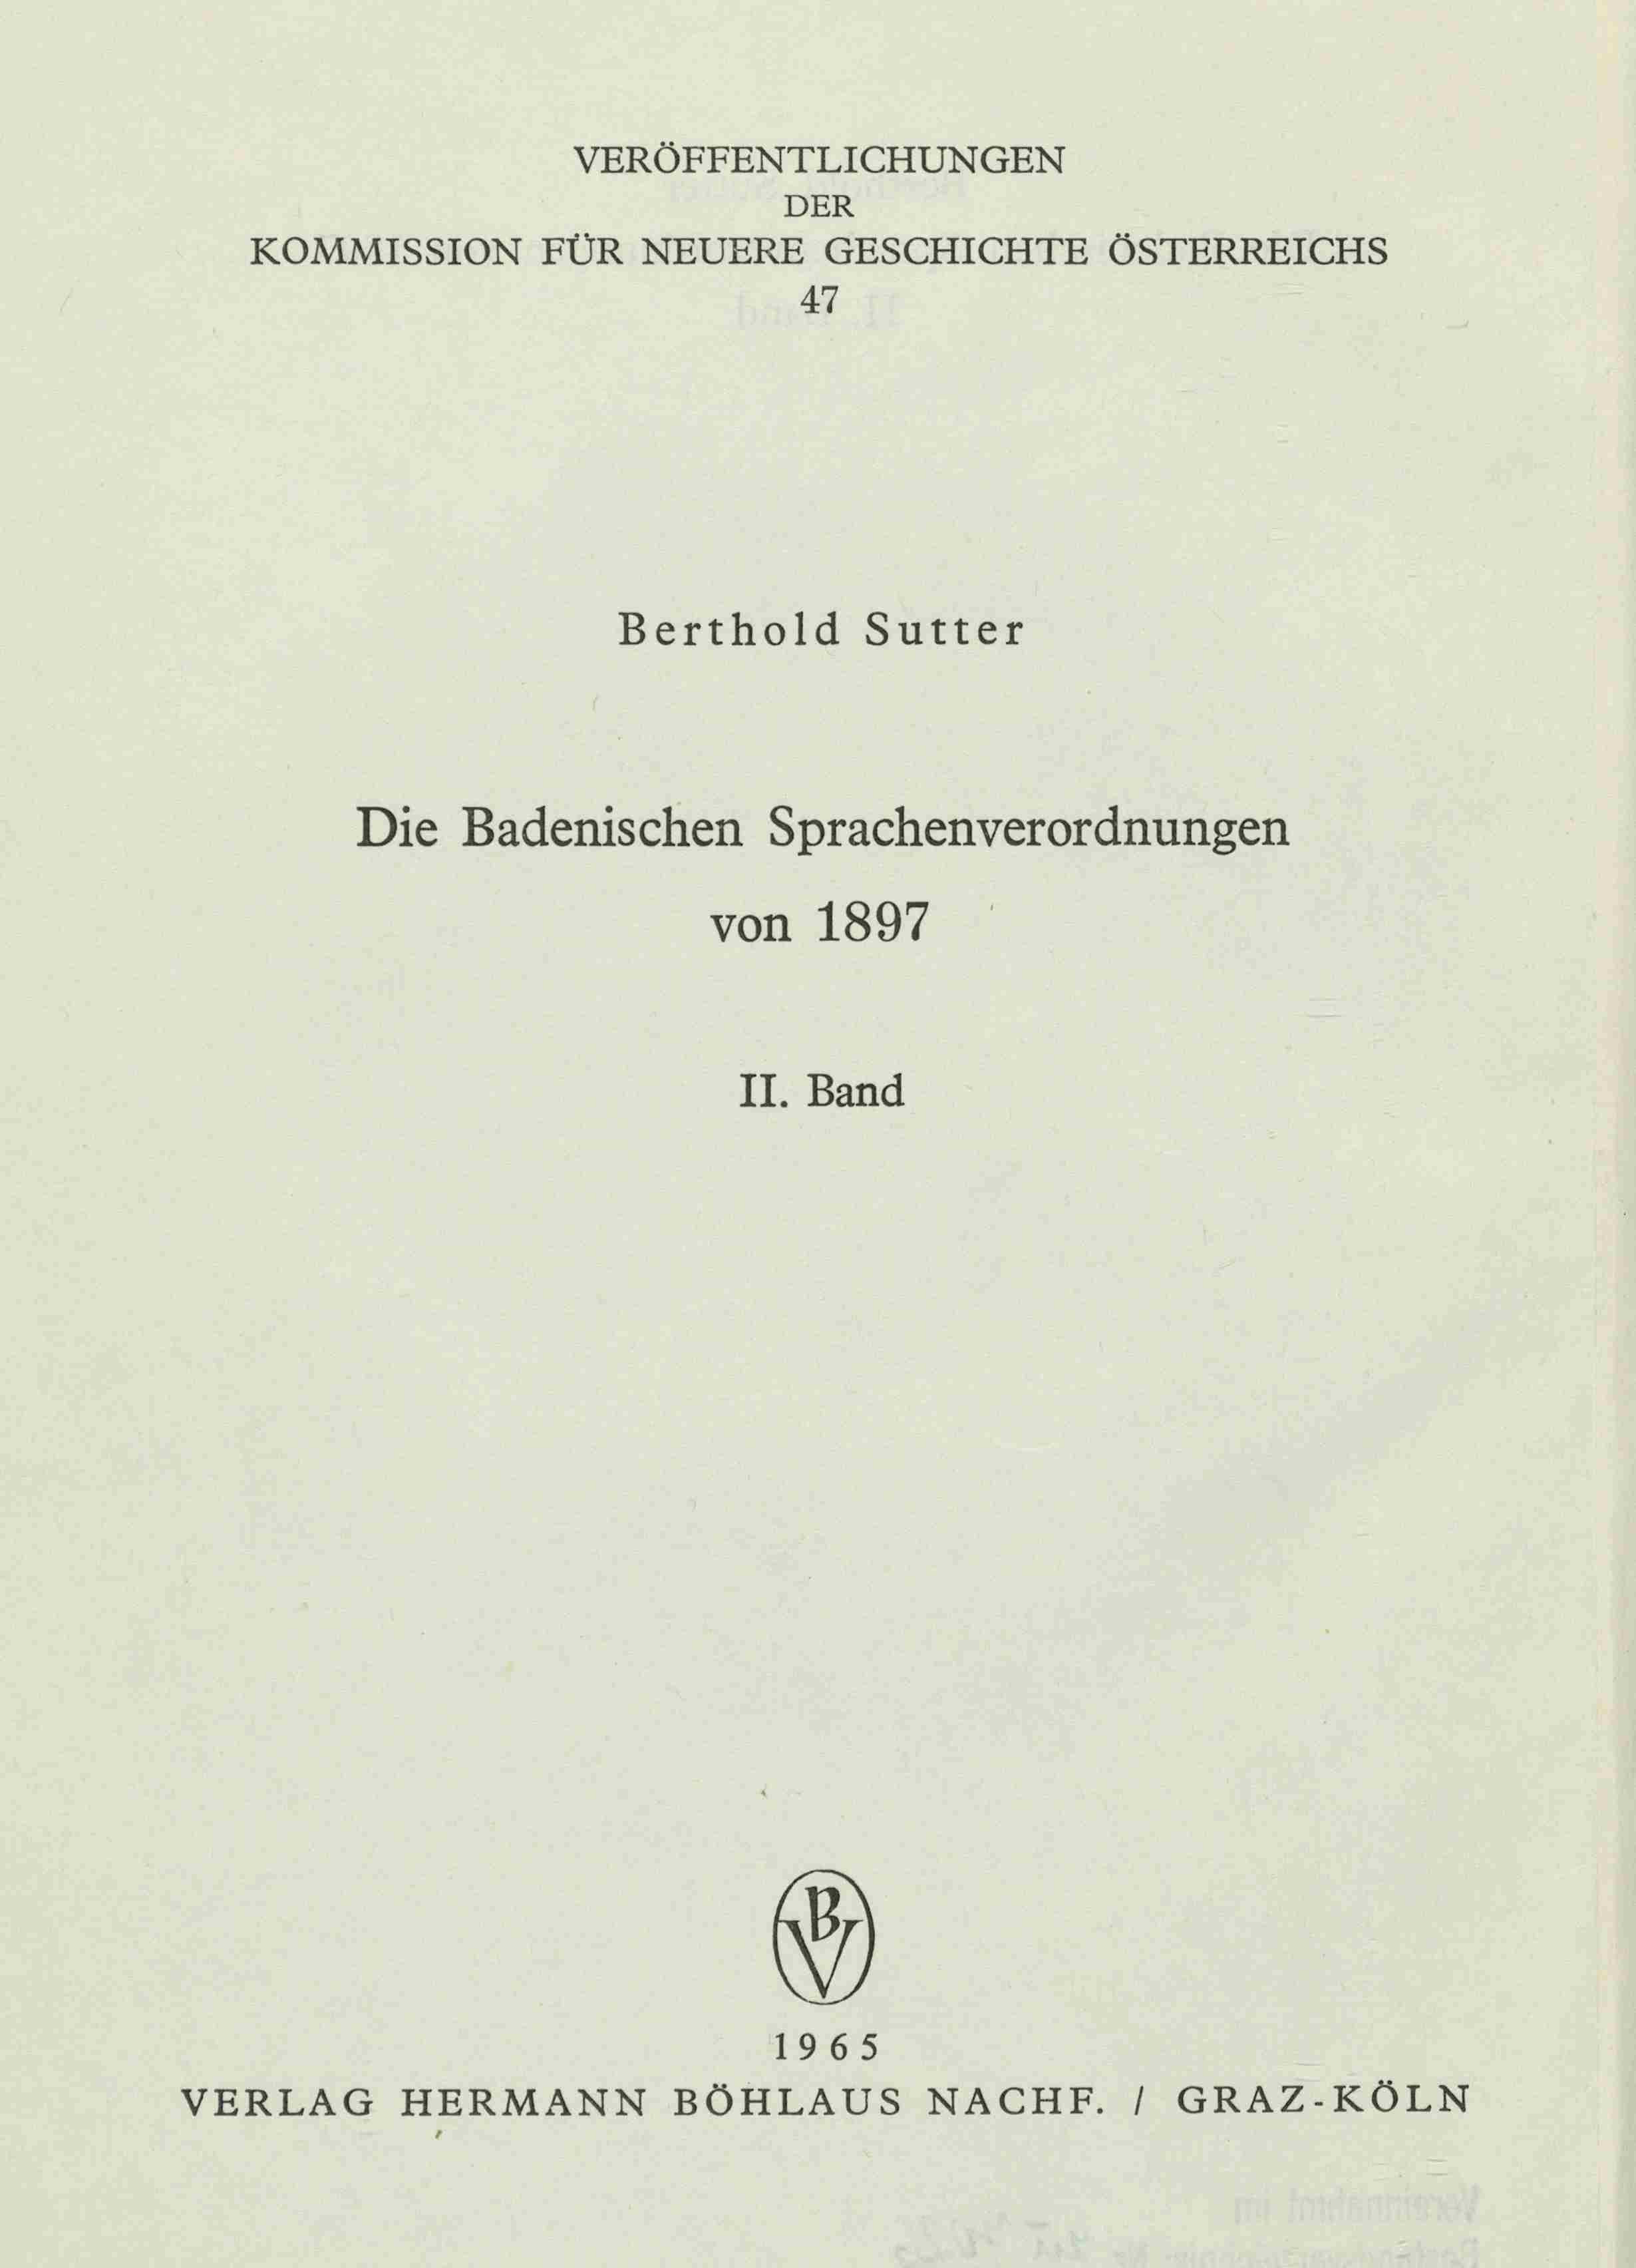 VERÖFFENTLICHUNGEN
DER
KOMMISSION FÜR NEUERE GESCHICHTE ÖSTERREICHS
47
Berthold Sutter
Die Badenischen Sprachenverordnungen
von 1897
II. Band
BV
1965
VERLAG HERMANN BÖHLAUS NACHF. / GRAZ-KÖLN